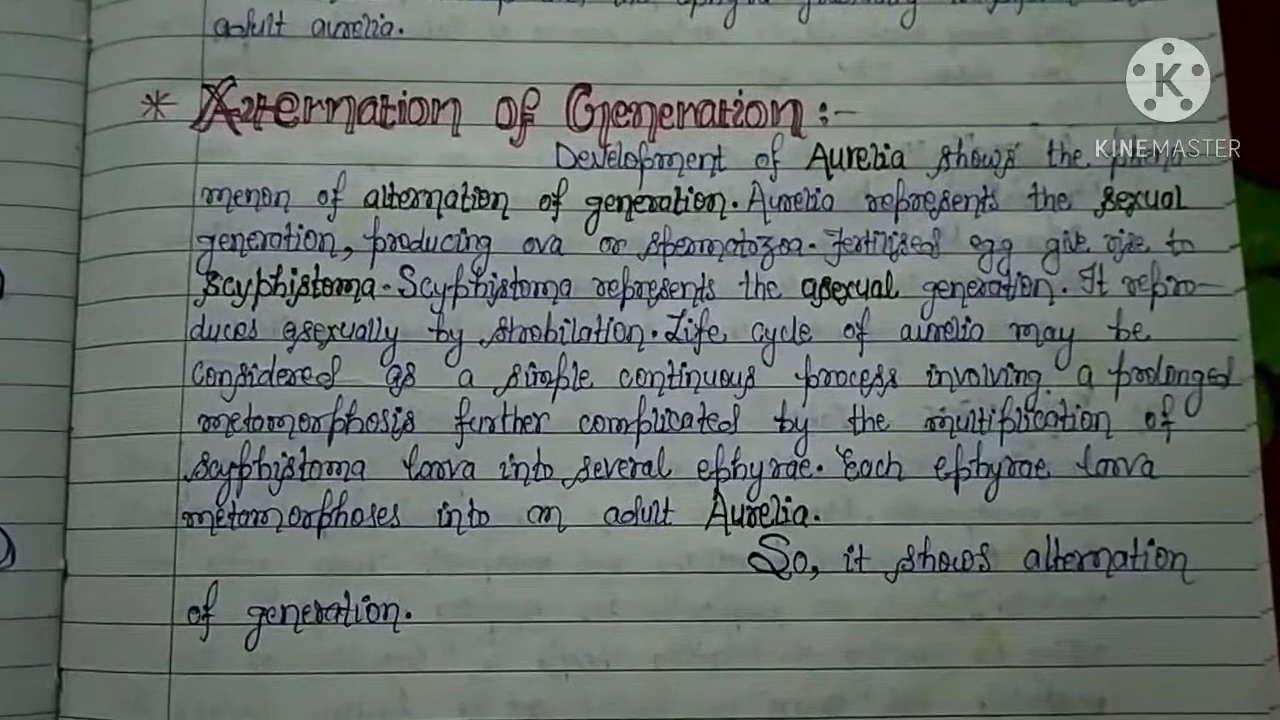 adult aurelia.
* Alternation of Generation :-
Development of Aurelia shows the pheno
menon of alternation of generation. Aurelia represents the sexual
generation, producing ova or spermatozoa. Fertilised egg give rise to
Scyphistoma. Scyphistoma represents the asexual generation. It repro-
duces asexually by strobilation. Life cycle of aurelia may be
considered as a simple continuous process involving a prolonged
metamorphosis further complicated by the multiplication of
scyphistoma larva into several ephyrae. Each ephyrae larva
metamorphoses into an adult Aurelia.
So, it shows alternation
of generation.
K
KINEMASTER